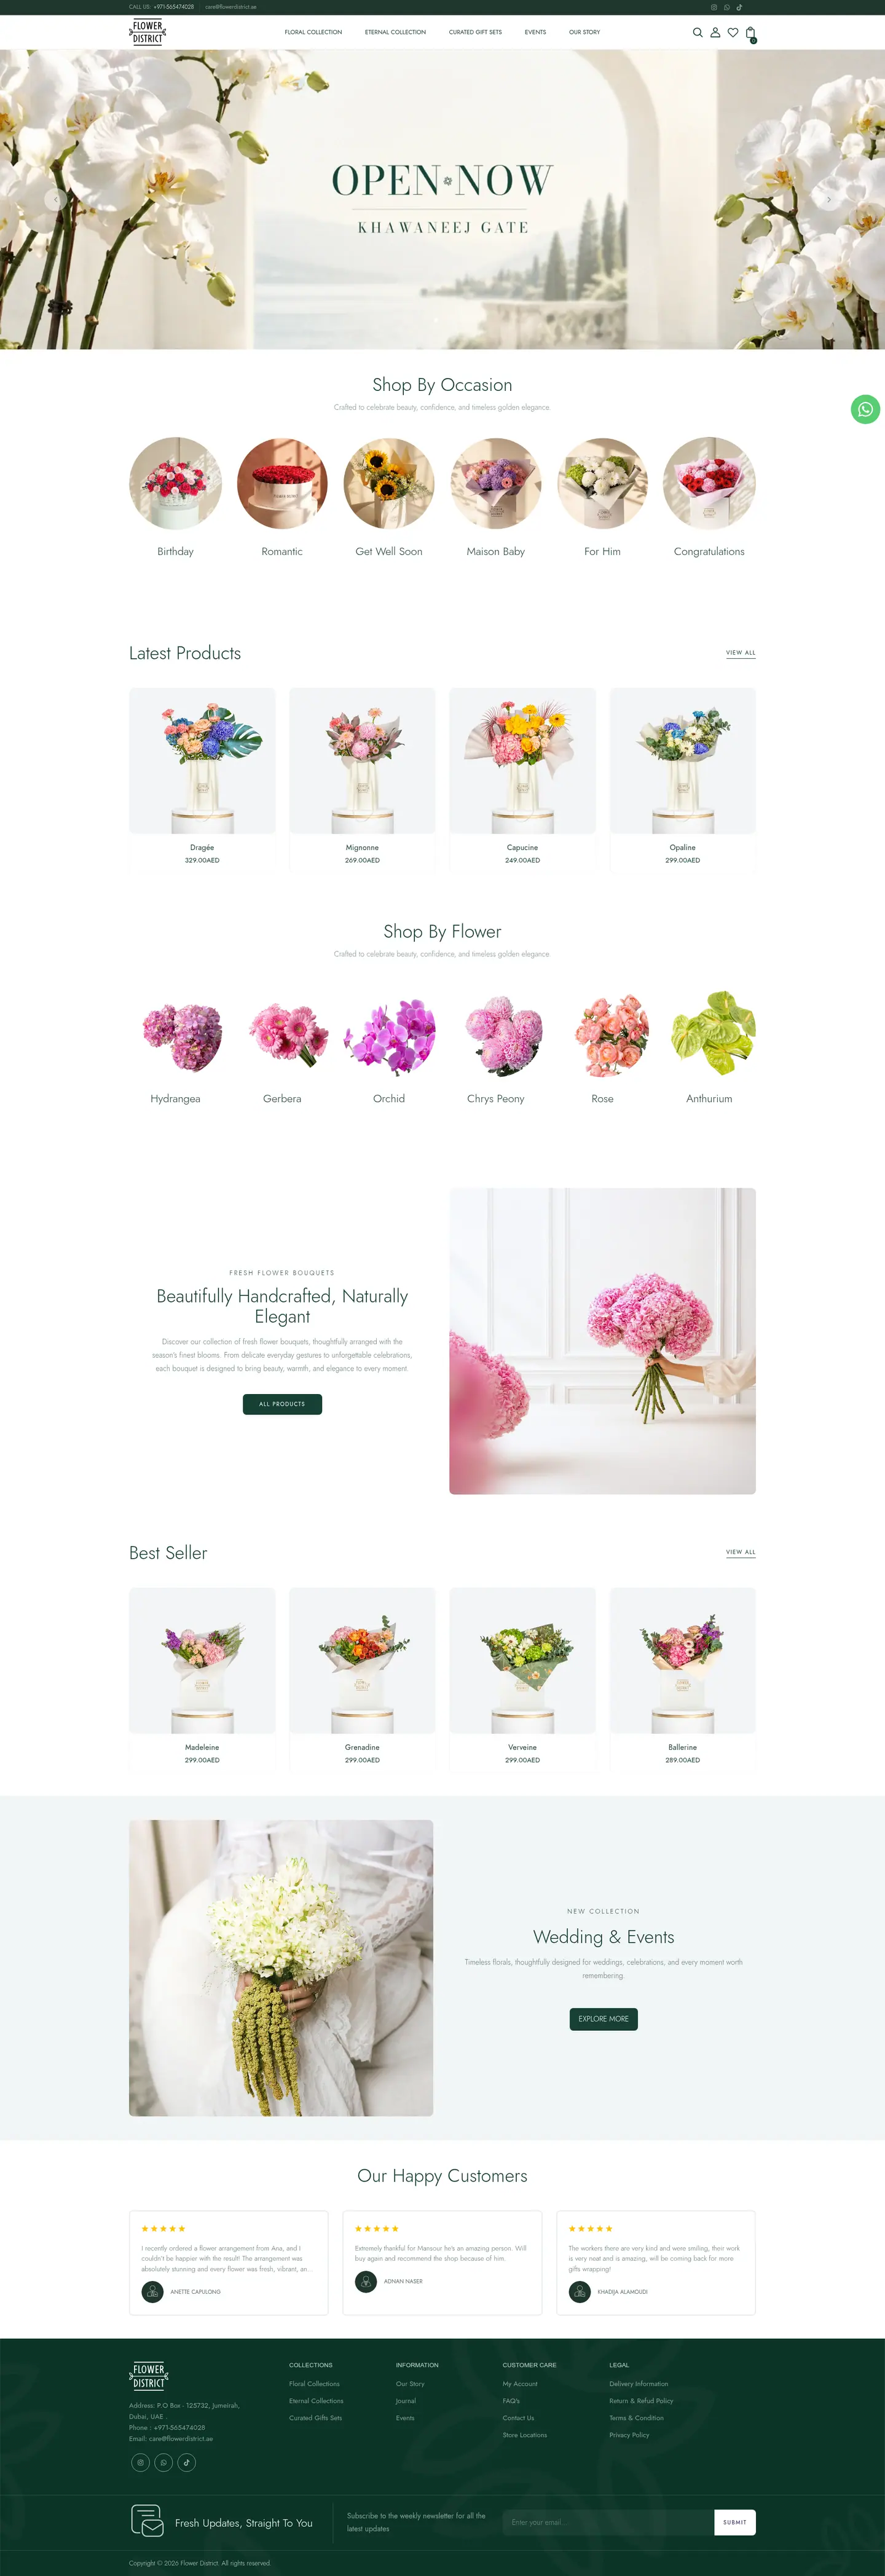 CALL US: +971-565474028 care@flowerdistrict.ae
FLOWER
DISTRICT
FLORAL COLLECTION ETERNAL COLLECTION CURATED GIFT SETS EVENTS OUR STORY
0
OPEN NOW
KHAWANEEJ GATE
Shop By Occasion
Crafted to celebrate beauty, confidence, and timeless golden elegance.
Birthday Romantic Get Well Soon Maison Baby For Him Congratulations
Latest Products VIEW ALL
Dragée Mignonne Capucine Opaline
329.00AED 269.00AED 249.00AED 299.00AED
Shop By Flower
Crafted to celebrate beauty, confidence, and timeless golden elegance
Hydrangea Gerbera Orchid Chrys Peony Rose Anthurium
FRESH FLOWER BOUQUETS
Beautifully Handcrafted, Naturally
Elegant
Discover our collection of fresh flower bouquets, thoughtfully arranged with the
season's finest blooms. From delicate everyday gestures to unforgettable celebrations,
each bouquet is designed to bring beauty, warmth, and elegance to every moment
ALL PRODUCTS
Best Seller VIEW ALL
Madeleine Grenadine Verveine Ballerine
299.00AED 299.00AED 299.00AED 289.00AED
NEW COLLECTION
Wedding & Events
Timeless florals, thoughtfully designed for weddings, celebrations, and every moment worth
remembering.
EXPLORE MORE
Our Happy Customers
I recently ordered a flower arrangement from Ana, and I
couldn't be happier with the result! The arrangement was
absolutely stunning and every flower was fresh, vibrant, an...
ANETTE CAPULONG
Extremely thankful for Mansour he's an amazing person. Will
buy again and recommend the shop because of him.
ADNAN NASER
The workers there are very kind and were smiling, their work
is very neat and is amazing, will be coming back for more
gifts wrapping!
KHADIJA ALAMOUDI
FLOWER
DISTRICT
Address: P.O Box - 125732, Jumeirah,
Dubai, UAE .
Phone : +971-565474028
Email: care@flowerdistrict.ae
COLLECTIONS
Floral Collections
Eternal Collections
Curated Gifts Sets
INFORMATION
Our Story
Journal
Events
CUSTOMER CARE
My Account
FAQ's
Contact Us
Store Locations
LEGAL
Delivery Information
Return & Refud Policy
Terms & Condition
Privacy Policy
Fresh Updates, Straight To You
Subscribe to the weekly newsletter for all the
latest updates
Enter your email... SUBMIT
Copyright © 2026 Flower District. All rights reserved.